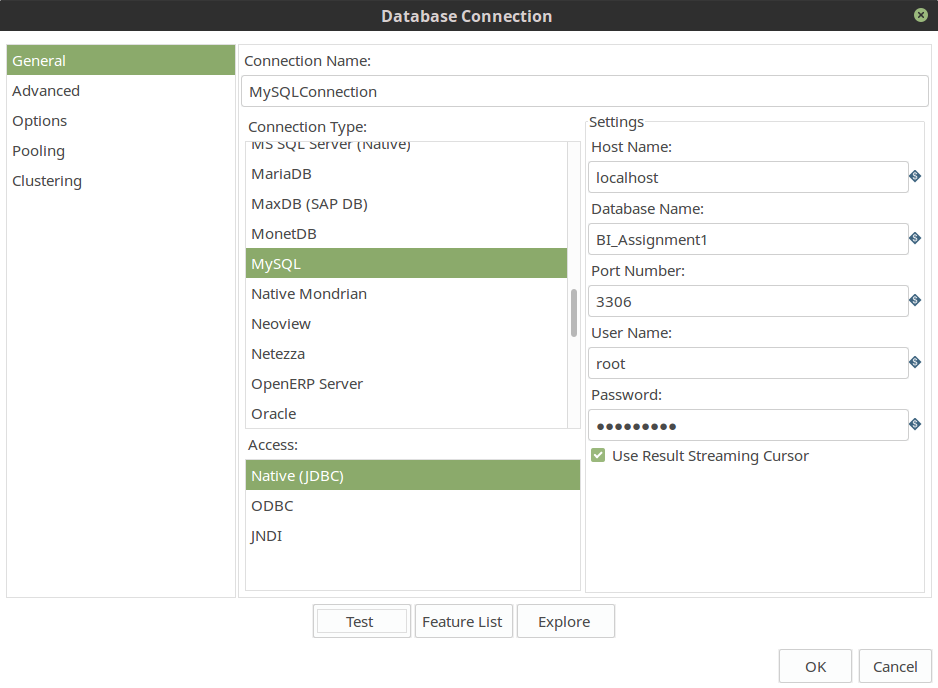 Database Connection
General
Advanced
Options
Pooling
Clustering
Connection Name:
MySQLConnection
Connection Type:
MS SQL Server (Native)
MariaDB
MaxDB (SAP DB)
MonetDB
MySQL
Native Mondrian
Neoview
Netezza
OpenERP Server
Oracle
Access:
Native (JDBC)
ODBC
JNDI
Settings
Host Name:
localhost
Database Name:
BI_Assignment1
Port Number:
3306
User Name:
root
Password:
●●●●●●●●●
Use Result Streaming Cursor
Test
Feature List
Explore
OK
Cancel